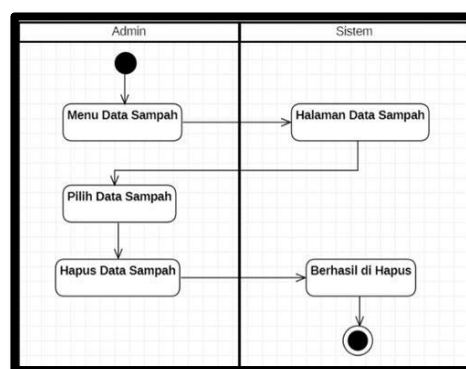 Admin
Sistem
Menu Data Sampah
Halaman Data Sampah
Pilih Data Sampah
Hapus Data Sampah
Berhasil di Hapus